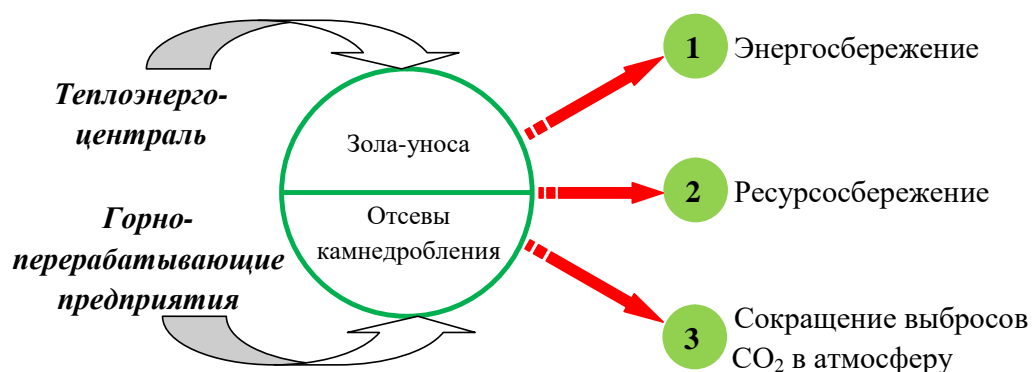 Теплоэнерго-
централь
Горно-
перерабатывающие
предприятия
Зола-уноса
Отсевы
камнедробления
1 Энергосбережение
2 Ресурсосбережение
3 Сокращение выбросов
CO₂ в атмосферу